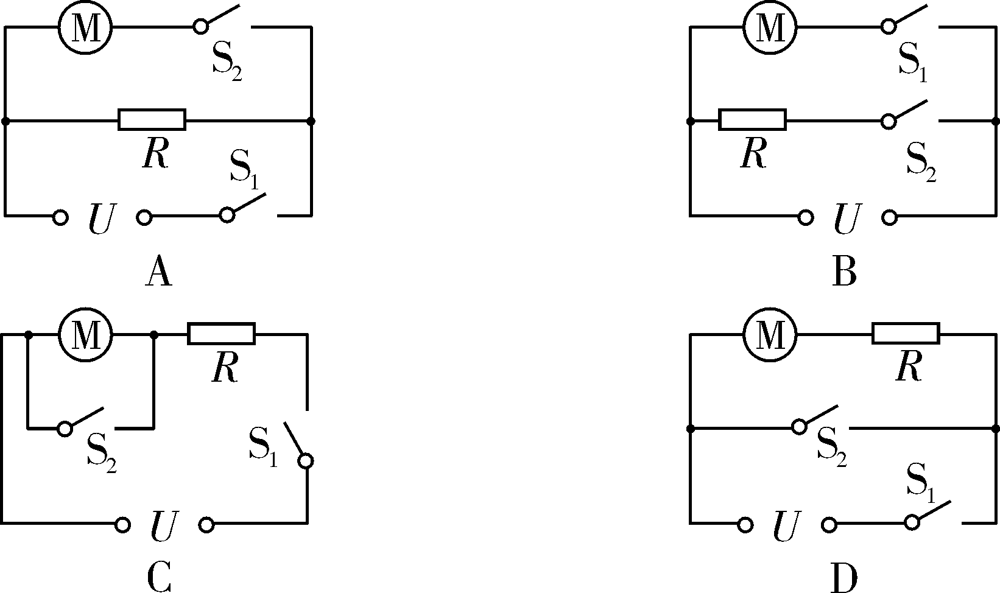 M M
S₂ S₁
R R
S₁ S₂
U U
A B
M R M R
S₂ S₁ S₂
S₁
U U
C D